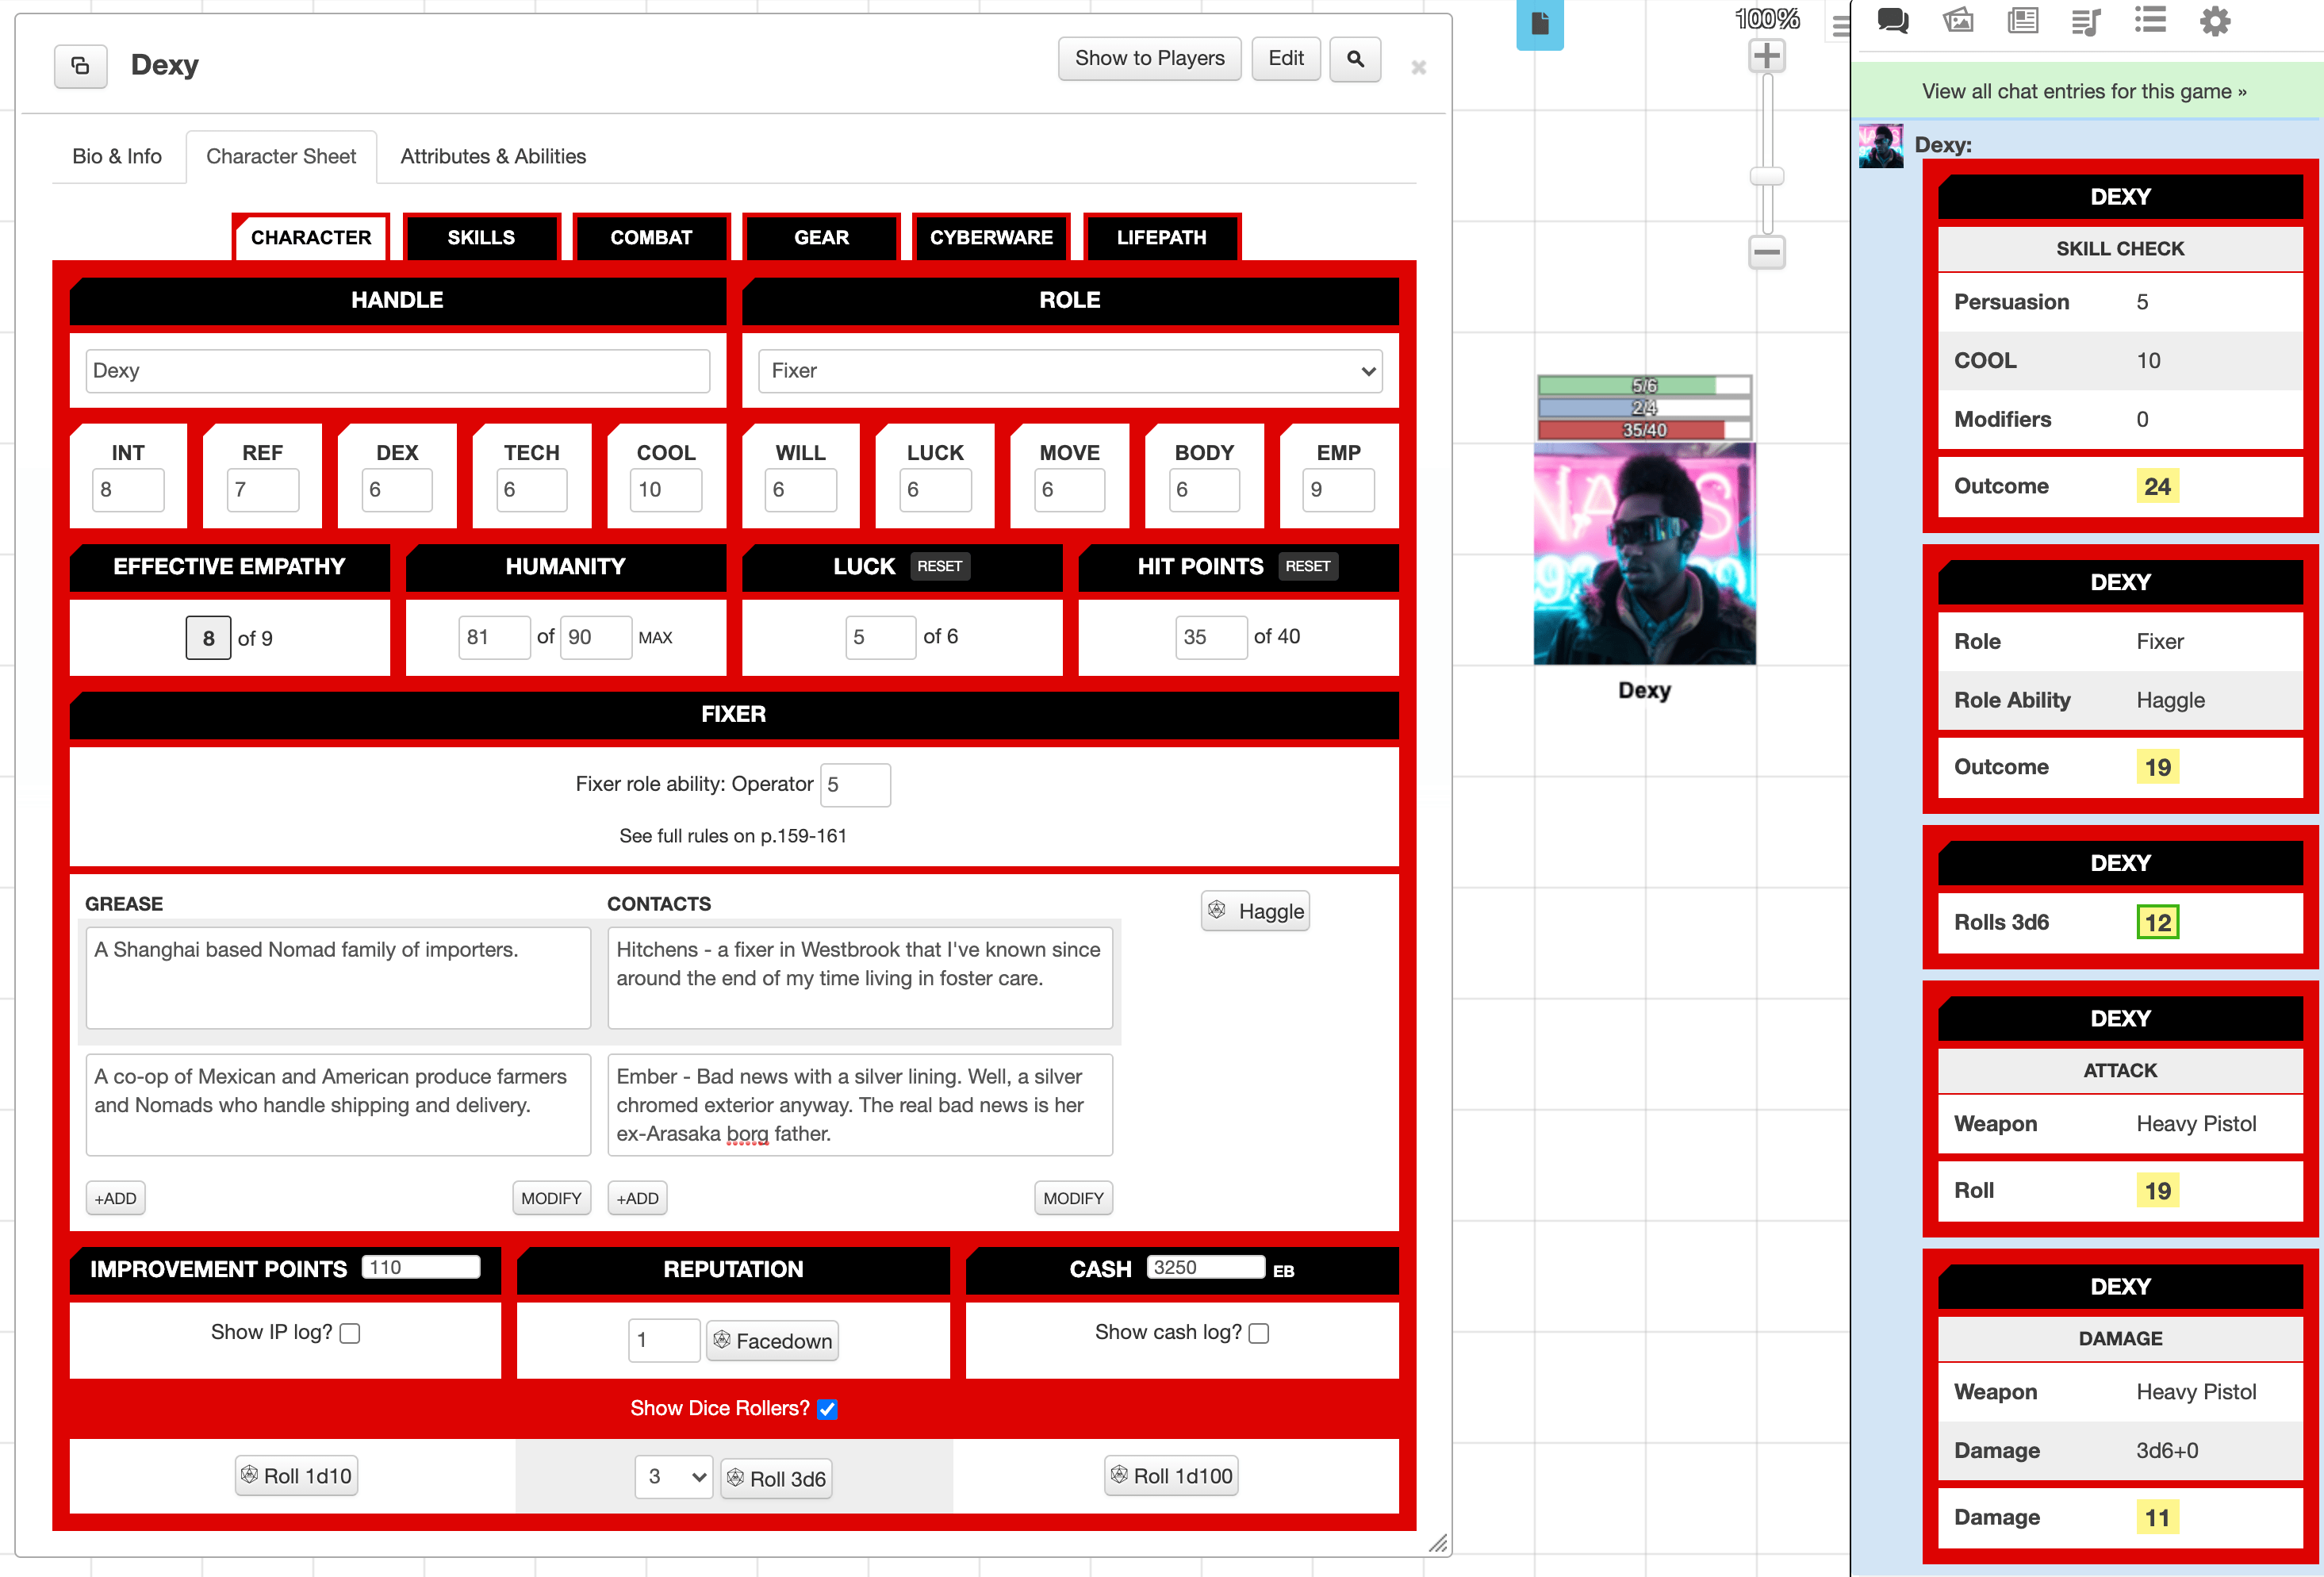 Dexy
Show to Players
Edit
Bio & Info
Character Sheet
Attributes & Abilities
CHARACTER
SKILLS
COMBAT
GEAR
CYBERWARE
LIFEPATH
HANDLE
ROLE
Dexy
Fixer
INT
REF
DEX
TECH
COOL
WILL
LUCK
MOVE
BODY
EMP
8
7
6
6
10
6
6
6
6
9
EFFECTIVE EMPATHY
HUMANITY
LUCK RESET
HIT POINTS RESET
8 of 9
81 of 90 MAX
5 of 6
35 of 40
FIXER
Fixer role ability: Operator 5
See full rules on p.159-161
GREASE
CONTACTS
Haggle
A Shanghai based Nomad family of importers.
Hitchens - a fixer in Westbrook that I've known since
around the end of my time living in foster care.
A co-op of Mexican and American produce farmers
and Nomads who handle shipping and delivery.
Ember - Bad news with a silver lining. Well, a silver
chromed exterior anyway. The real bad news is her
ex-Arasaka borg father.
+ADD
MODIFY
+ADD
MODIFY
IMPROVEMENT POINTS 110
REPUTATION
CASH 3250 EB
Show IP log?
1 Facedown
Show cash log?
Show Dice Rollers?
Roll 1d10
3 Roll 3d6
Roll 1d100
100%
5/6
2/4
35/40
Dexy
View all chat entries for this game »
Dexy:
DEXY
SKILL CHECK
Persuasion 5
COOL 10
Modifiers 0
Outcome 24
DEXY
Role Fixer
Role Ability Haggle
Outcome 19
DEXY
Rolls 3d6 12
DEXY
ATTACK
Weapon Heavy Pistol
Roll 19
DEXY
DAMAGE
Weapon Heavy Pistol
Damage 3d6+0
Damage 11